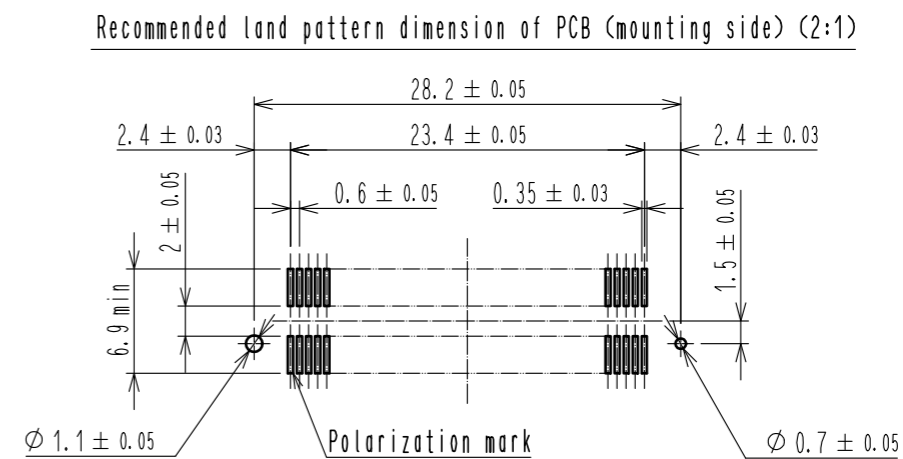 Recommended land pattern dimension of PCB (mounting side) (2:1)
28.2 ± 0.05
2.4 ± 0.03
23.4 ± 0.05
2.4 ± 0.03
0.6 ± 0.05
0.35 ± 0.03
2 ± 0.05
1.5 ± 0.05
6.9 min
Ø 1.1 ± 0.05
Polarization mark
Ø 0.7 ± 0.05